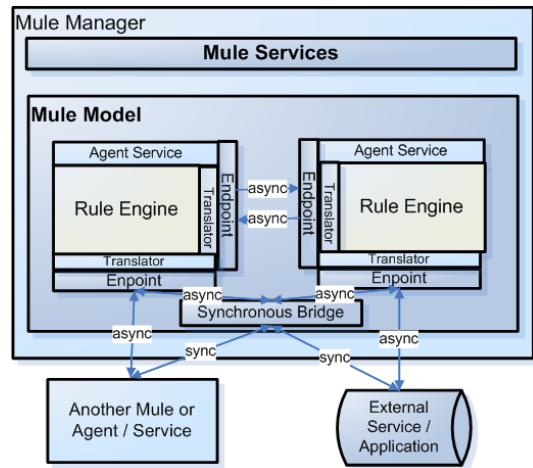 Mule Manager
Mule Services
Mule Model
Agent Service
Rule Engine
Translator
Endpoint
Translator
Enpoint
async
async
Endpoint
Agent Service
Translator
Rule Engine
Translator
Enpoint
async
async
Synchronous Bridge
async
sync
sync
async
Another Mule or
Agent / Service
External
Service /
Application